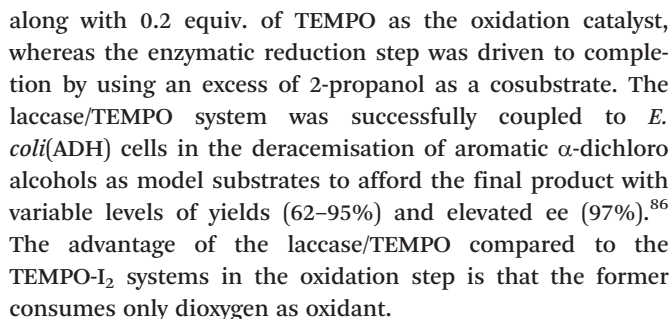 along with 0.2 equiv. of TEMPO as the oxidation catalyst,
whereas the enzymatic reduction step was driven to comple-
tion by using an excess of 2-propanol as a cosubstrate. The
laccase/TEMPO system was successfully coupled to E.
coli(ADH) cells in the deracemisation of aromatic α-dichloro
alcohols as model substrates to afford the final product with
variable levels of yields (62–95%) and elevated ee (97%).⁸⁶
The advantage of the laccase/TEMPO compared to the
TEMPO-I₂ systems in the oxidation step is that the former
consumes only dioxygen as oxidant.